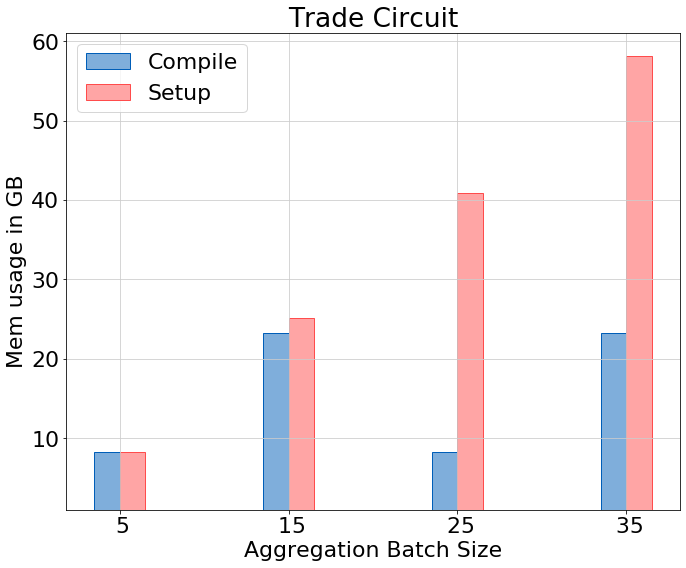 Trade Circuit
Compile
Setup
60
50
40
30
20
10
Mem usage in GB
5 15 25 35
Aggregation Batch Size